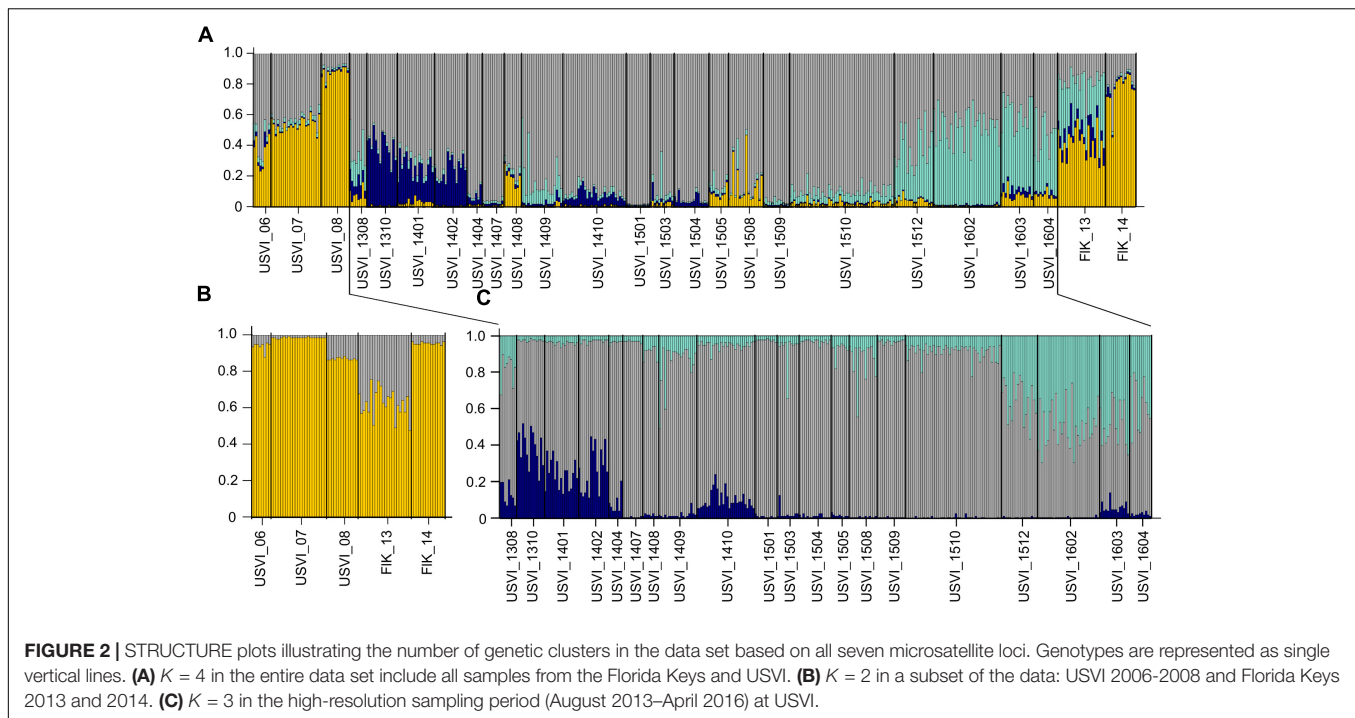 A
1.0
0.8
0.6
0.4
0.2
0
USVI_06
USVI_07
USVI_08
USVI_1308
USVI_1310
USVI_1401
USVI_1402
USVI_1404
USVI_1407
USVI_1408
USVI_1409
USVI_1410
USVI_1501
USVI_1503
USVI_1504
USVI_1505
USVI_1508
USVI_1509
USVI_1510
USVI_1512
USVI_1602
USVI_1603
USVI_1604
FlK_13
FlK_14
B
1.0
0.8
0.6
0.4
0.2
0
USVI_06
USVI_07
USVI_08
FlK_13
FlK_14
C
1.0
0.8
0.6
0.4
0.2
0
USVI_1308
USVI_1310
USVI_1401
USVI_1402
USVI_1404
USVI_1407
USVI_1408
USVI_1409
USVI_1410
USVI_1501
USVI_1503
USVI_1504
USVI_1505
USVI_1508
USVI_1509
USVI_1510
USVI_1512
USVI_1602
USVI_1603
USVI_1604
FIGURE 2 | STRUCTURE plots illustrating the number of genetic clusters in the data set based on all seven microsatellite loci. Genotypes are represented as single
vertical lines. (A) K = 4 in the entire data set include all samples from the Florida Keys and USVI. (B) K = 2 in a subset of the data: USVI 2006-2008 and Florida Keys
2013 and 2014. (C) K = 3 in the high-resolution sampling period (August 2013–April 2016) at USVI.